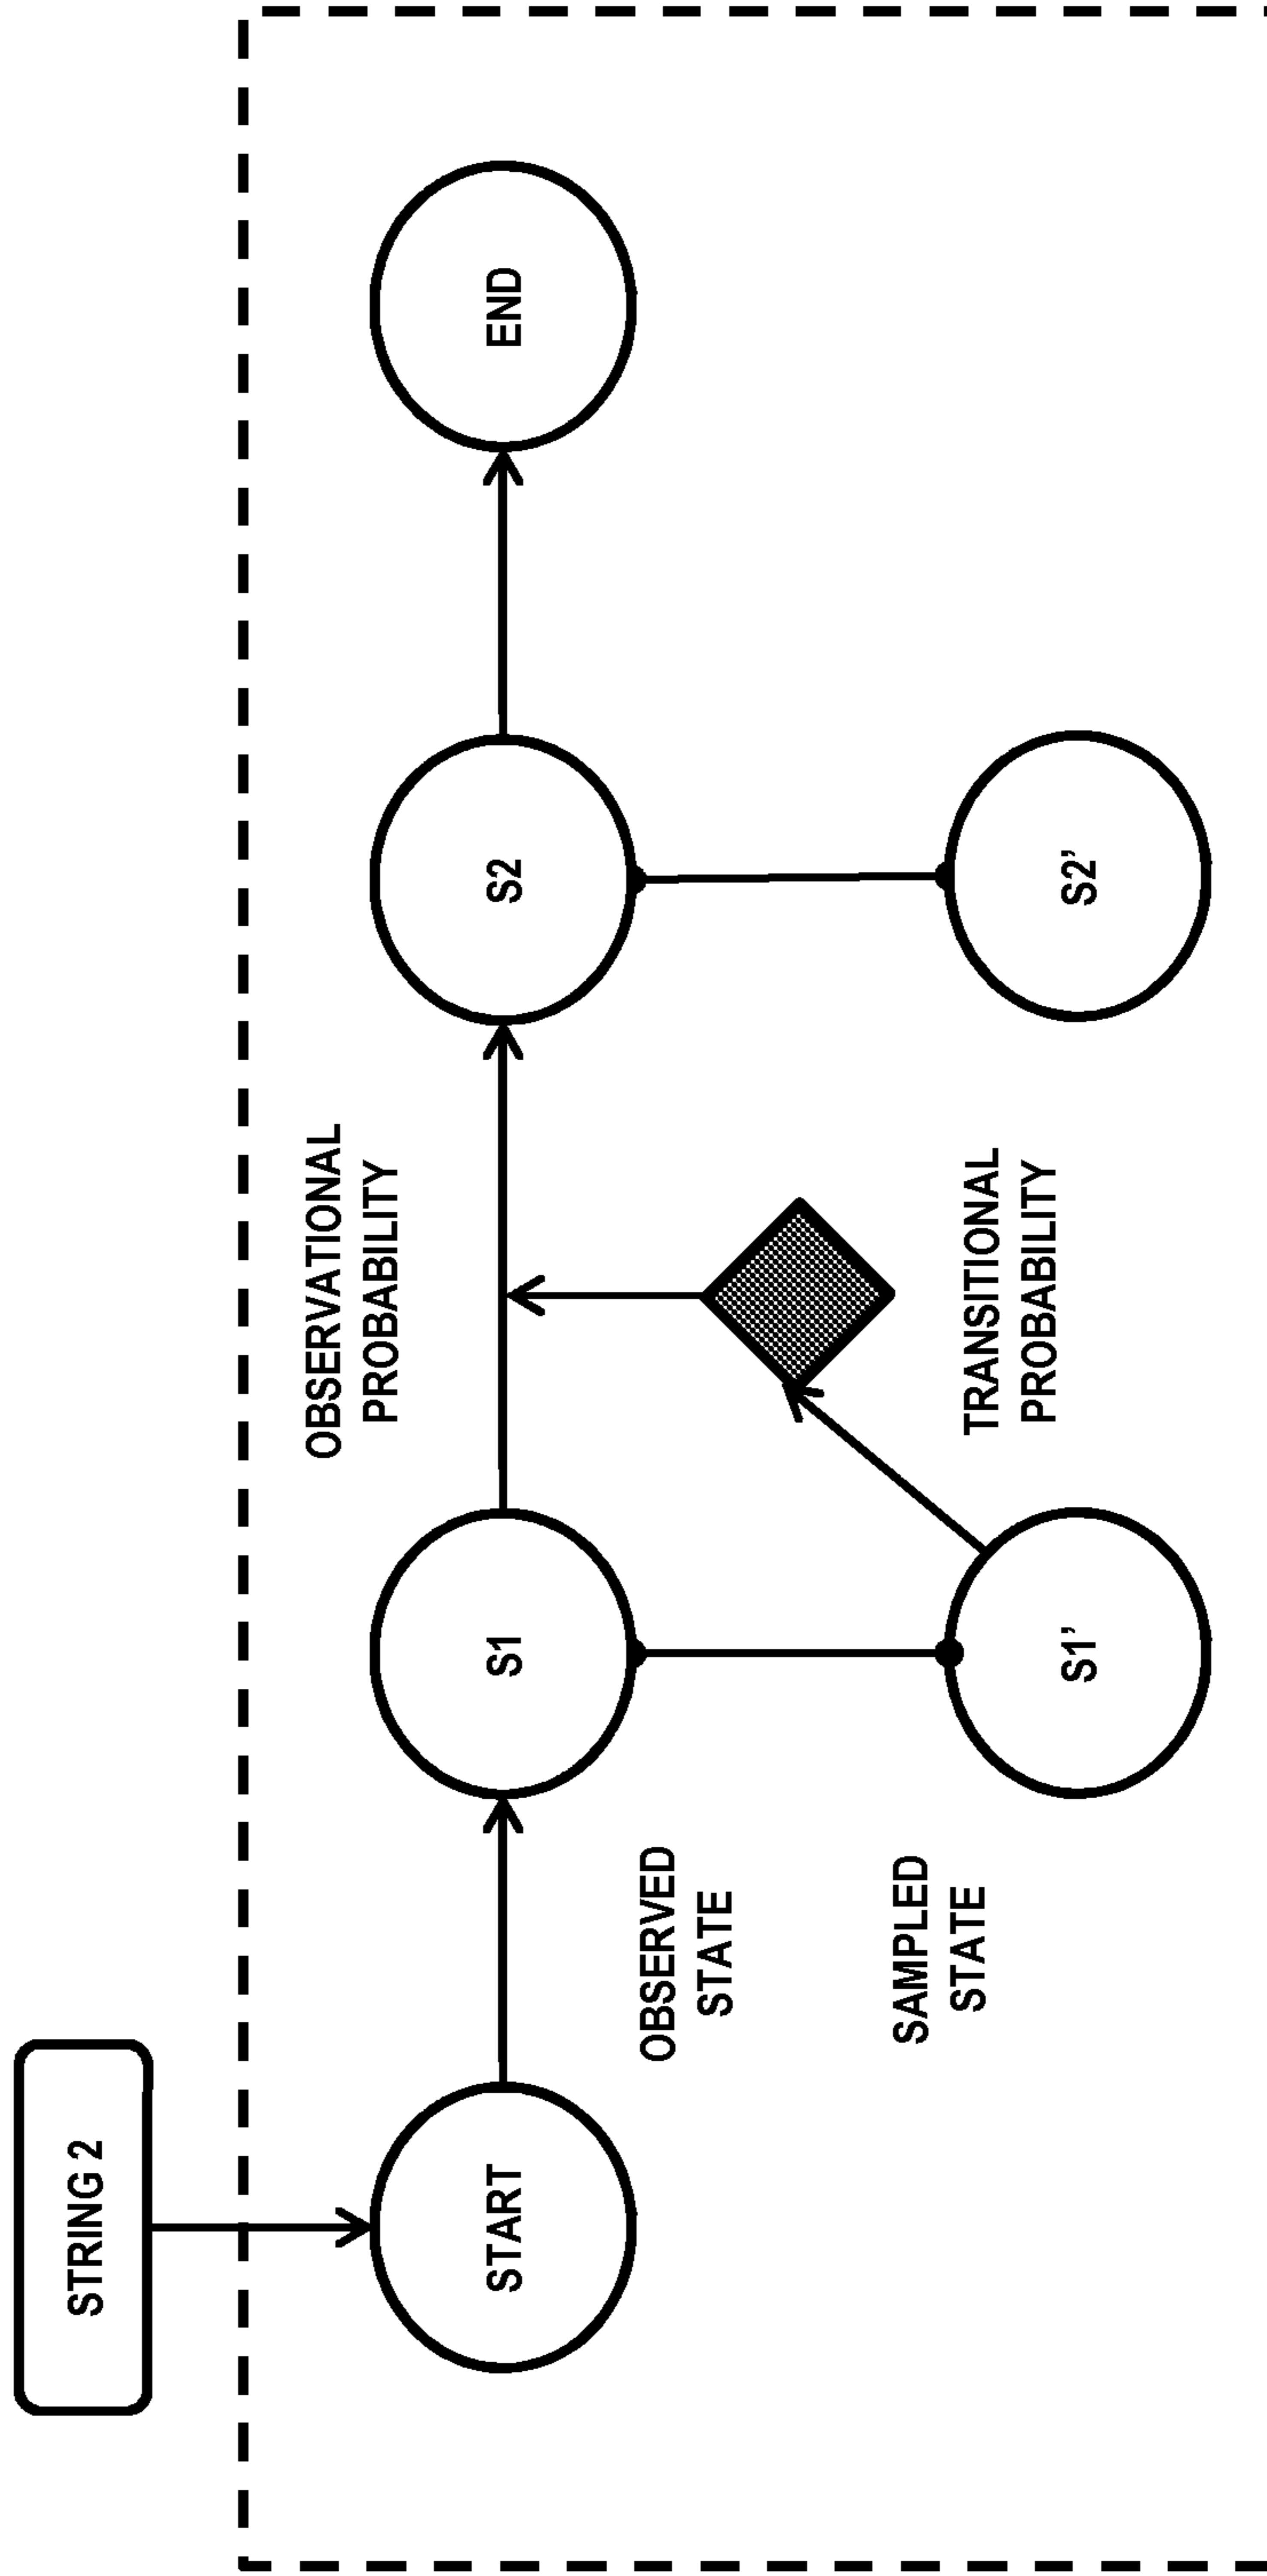 STRING 2
START
S1
S2
END
OBSERVATIONAL
PROBABILITY
OBSERVED
STATE
SAMPLED
STATE
TRANSITIONAL
PROBABILITY
S1’
S2’